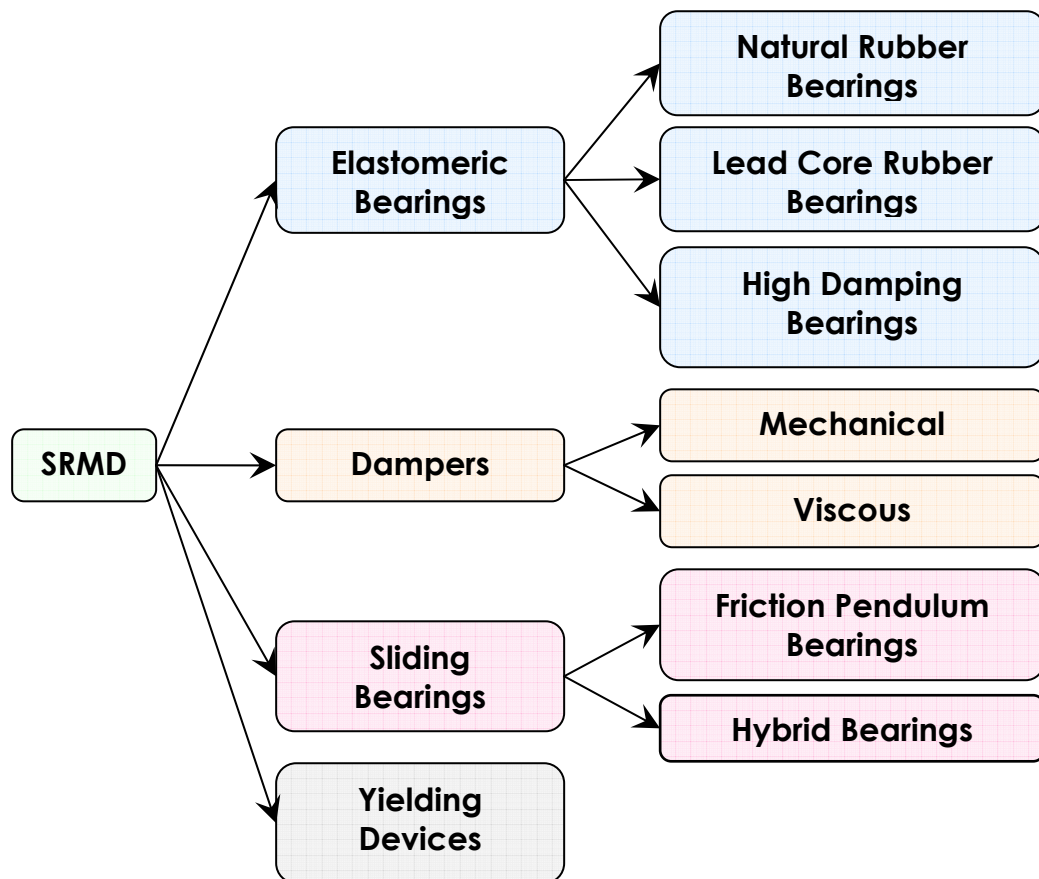 SRMD
Elastomeric
Bearings
Natural Rubber
Bearings
Lead Core Rubber
Bearings
High Damping
Bearings
Dampers
Mechanical
Viscous
Sliding
Bearings
Friction Pendulum
Bearings
Hybrid Bearings
Yielding
Devices